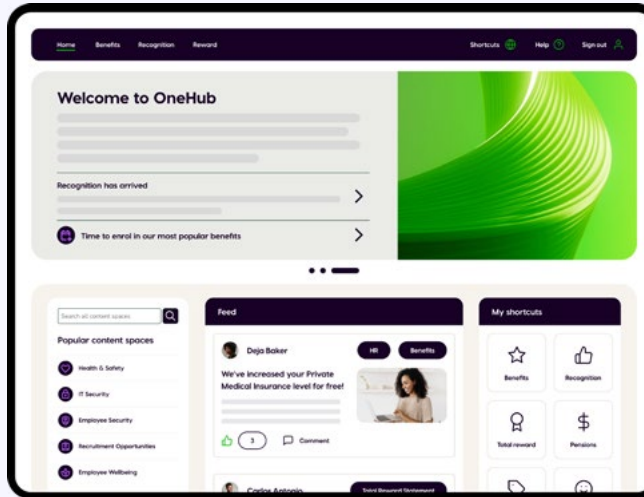 Home Benefits Recognition Reward Shortcuts Help Sign out
Welcome to OneHub
Recognition has arrived
Time to enrol in our most popular benefits
Search all content spaces
Popular content spaces
Health & Safety
IT Security
Employee Security
Recruitment Opportunities
Employee Wellbeing
Feed
Deja Baker HR Benefits
We've increased your Private
Medical Insurance level for free!
3 Comment
Carlos Antonio Total Reward Statement
My shortcuts
Benefits Recognition
Total reward Pensions